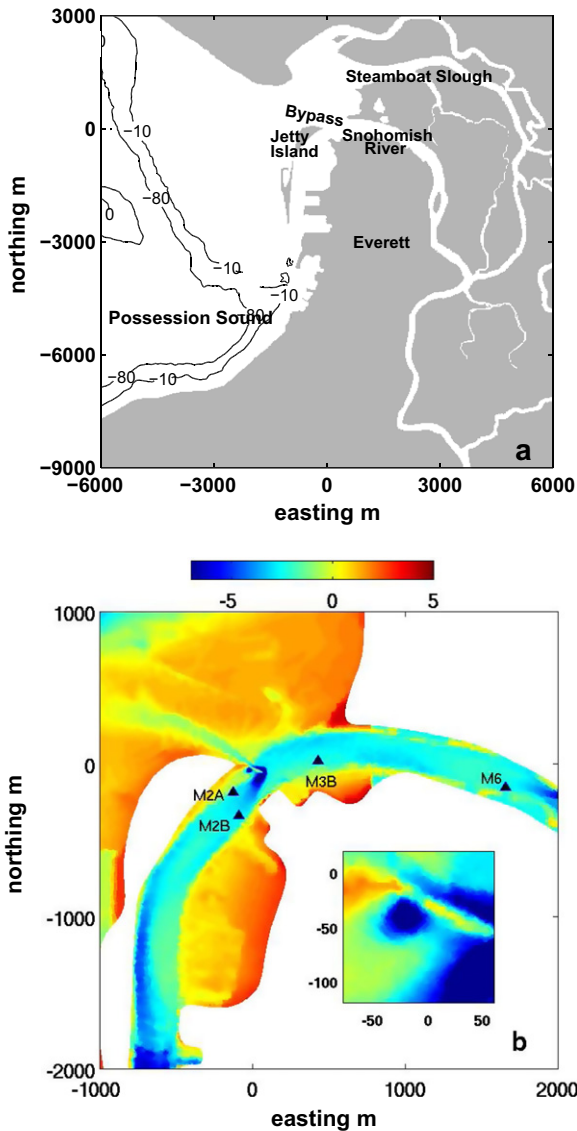 3000
Steamboat Slough
Bypass
−10
0
Jetty
Island
Snohmish
River
−80
0
−3000
northing m
Everett
−10
−10
−10
−80
Possession Sound
−6000
−80
−10
−9000
a
−6000 −3000 0 3000 6000
easting m
-5 0 5
1000
0
M3B
M6
M2A
M2B
northing m
0
-50
-100
-1000
-50 0 50
b
-2000
-1000 0 1000 2000
easting m